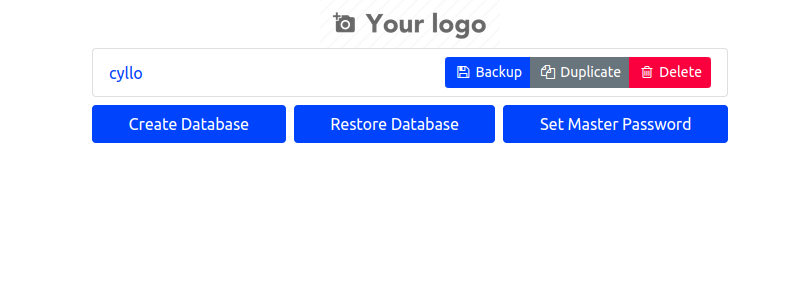 Your logo
cyllo Backup Duplicate Delete
Create Database Restore Database Set Master Password